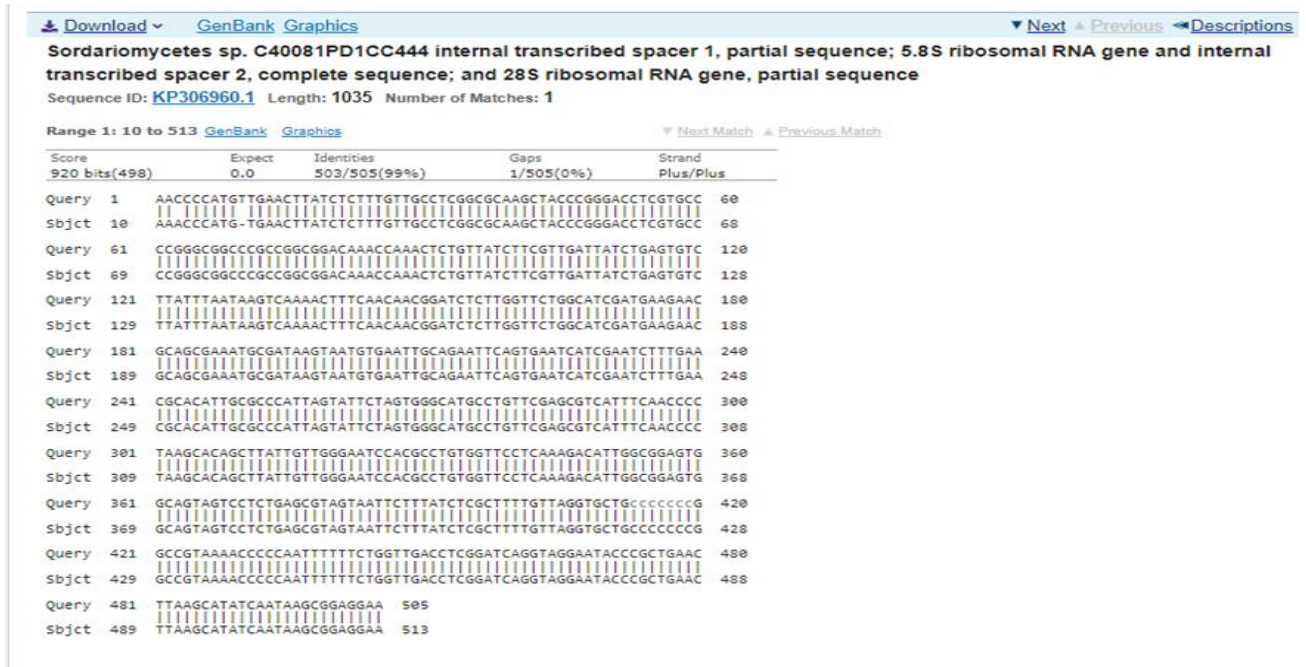 Download GenBank Graphics Next Previous Descriptions
Sordariomycetes sp. C40081PD1CC444 internal transcribed spacer 1, partial sequence; 5.8S ribosomal RNA gene and internal
transcribed spacer 2, complete sequence; and 28S ribosomal RNA gene, partial sequence
Sequence ID: KP306960.1 Length: 1035 Number of Matches: 1
Range 1: 10 to 513 GenBank Graphics Next Match Previous Match
Score Expect Identities Gaps Strand
920 bits(498) 0.0 503/505(99%) 1/505(0%) Plus/Plus
Query 1 AACCCCATGTTGAACTTATCTCTTTGTTGCCTCGGCGCAAGCTACCCGGGACCTCGTGCC 60
Sbjct 10 AAACCCATG-TGAACTTATCTCTTTGTTGCCTCGGCGCAAGCTACCCGGGACCTCGTGCC 68
Query 61 CCGGGCGGCCCGCCGGCGGACAAACCAAACTCTGTTATCTTCGTTGATTATCTGAGTGTC 120
Sbjct 69 CCGGGCGGCCCGCCGGCGGACAAACCAAACTCTGTTATCTTCGTTGATTATCTGAGTGTC 128
Query 121 TTATTTAATAAGTCAAAACTTTCAACAACGGATCTCTTGGTTCTGGCATCGATGAAGAAC 180
Sbjct 129 TTATTTAATAAGTCAAAACTTTCAACAACGGATCTCTTGGTTCTGGCATCGATGAAGAAC 188
Query 181 GCAGCGAAATGCGATAAGTAATGTGAATTGCAGAATTCAGTGAATCATCGAATCTTTGAA 240
Sbjct 189 GCAGCGAAATGCGATAAGTAATGTGAATTGCAGAATTCAGTGAATCATCGAATCTTTGAA 248
Query 241 CGCACATTGCGCCCATTAGTATTCTAGTGGGCATGCCTGTTCGAGCGTCATTTCAACCCC 300
Sbjct 249 CGCACATTGCGCCCATTAGTATTCTAGTGGGCATGCCTGTTCGAGCGTCATTTCAACCCC 308
Query 301 TAAGCACAGCTTATTGTTGGGAATCCACGCCTGTGGTTCCTCAAAGACATTGGCGGAGTG 360
Sbjct 309 TAAGCACAGCTTATTGTTGGGAATCCACGCCTGTGGTTCCTCAAAGACATTGGCGGAGTG 368
Query 361 GCAGTAGTCCTCTGAGCGTAGTAATTCTTTATCTCGCTTTTGTTAGGTGCTGcccccccG 420
Sbjct 369 GCAGTAGTCCTCTGAGCGTAGTAATTCTTTATCTCGCTTTTGTTAGGTGCTGCCCCCCCG 428
Query 421 GCCGTAAAACCCCCAATTTTTTCTGGTTGACCTCGGATCAGGTAGGAATACCCGCTGAAC 480
Sbjct 429 GCCGTAAAACCCCCAATTTTTTCTGGTTGACCTCGGATCAGGTAGGAATACCCGCTGAAC 488
Query 481 TTAAGCATATCAATAAGCGGAGGAA 505
Sbjct 489 TTAAGCATATCAATAAGCGGAGGAA 513